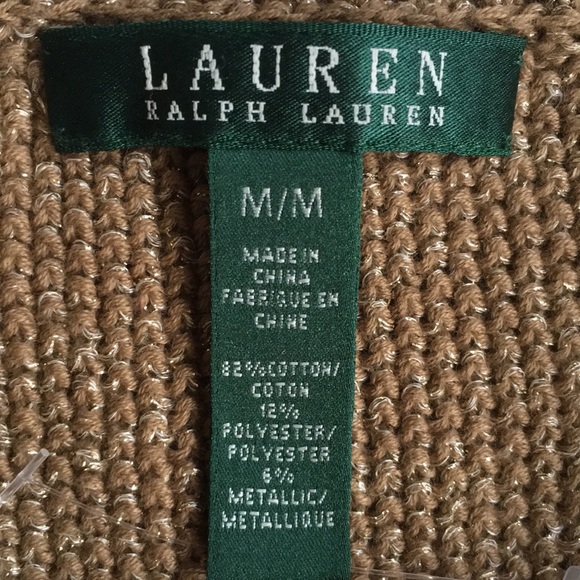 LAUREN
RALPH LAUREN
M/M
MADE IN
CHINA
FABRIQUE EN
CHINE
82%COTTON/
COTON
12%
POLYESTER/
POLYESTER
6%
METALLIC/
METALLIQUE